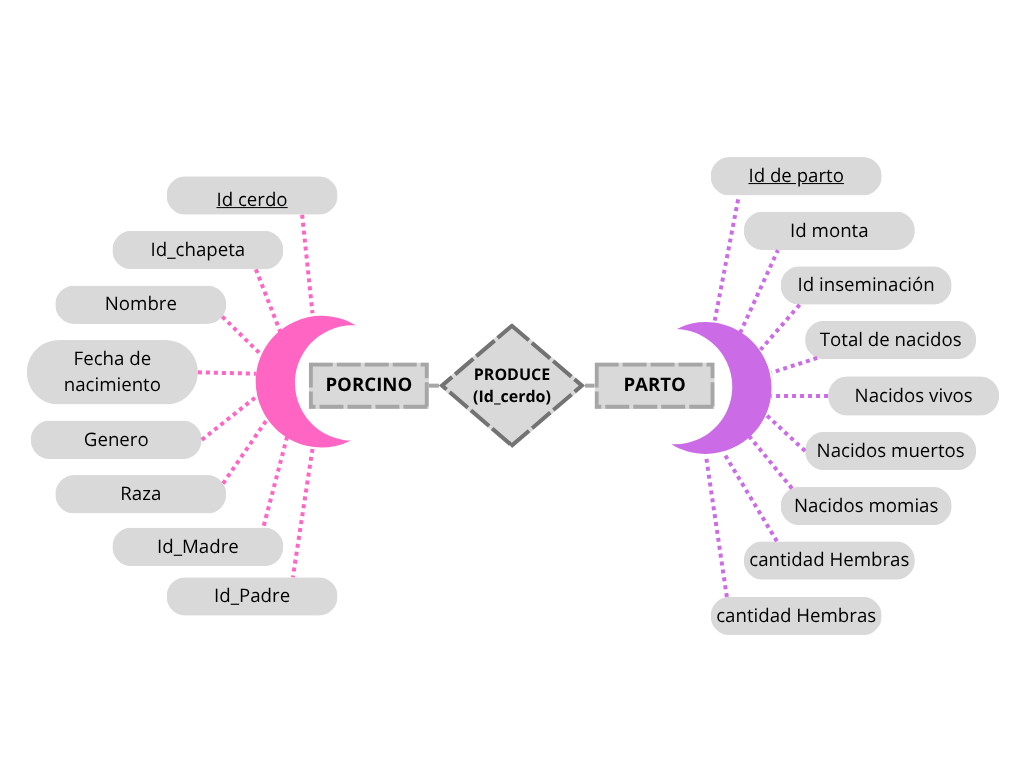 Id cerdo
Id_chapeta
Nombre
Fecha de
nacimiento
Genero
Raza
Id_Madre
Id_Padre
PORCINO
PRODUCE
(Id_cerdo)
PARTO
Id de parto
Id monta
Id inseminación
Total de nacidos
Nacidos vivos
Nacidos muertos
Nacidos momias
cantidad Hembras
cantidad Hembras